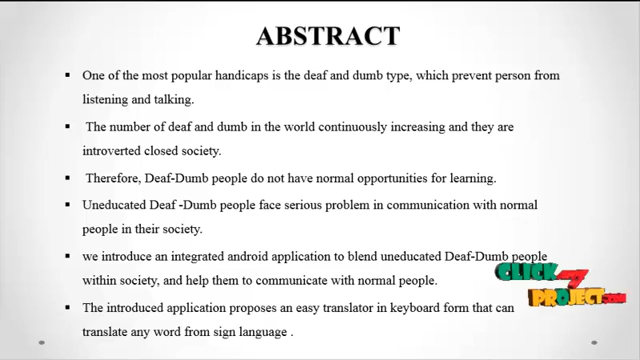 ABSTRACT
One of the most popular handicaps is the deaf and dumb type, which prevent person from
listening and talking.
The number of deaf and dumb in the world continuously increasing and they are
introverted closed society.
Therefore, Deaf-Dumb people do not have normal opportunities for learning.
Uneducated Deaf -Dumb people face serious problem in communication with normal
people in their society.
we introduce an integrated android application to blend uneducated Deaf-Dumb people
within society, and help them to communicate with normal people.
CLICK my
PROJECT.com
The introduced application proposes an easy translator in keyboard form that can
translate any word from sign language .